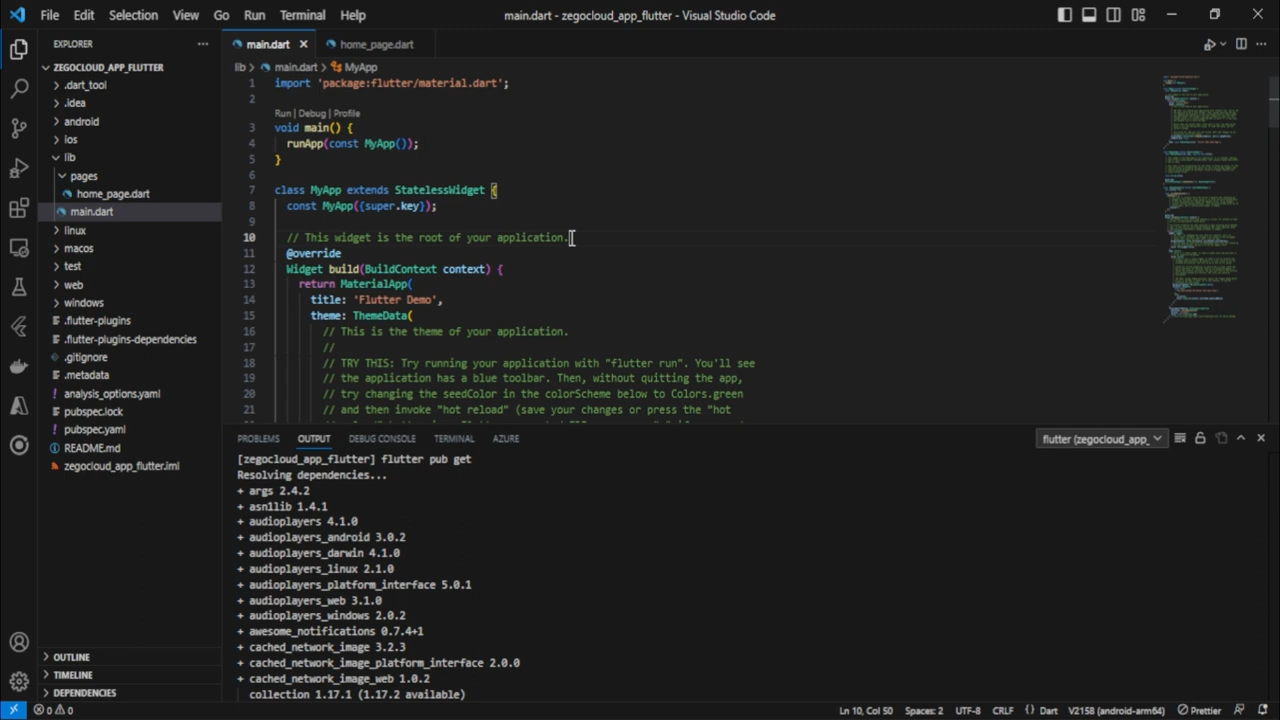 File Edit Selection View Go Run Terminal Help
main.dart - zegocloud_app_flutter - Visual Studio Code
EXPLORER
ZEGOCLOUD_APP_FLUTTER
.dart_tool
.idea
android
ios
lib
pages
home_page.dart
main.dart
linux
macos
test
web
windows
.flutter-plugins
.flutter-plugins-dependencies
.gitignore
.metadata
analysis_options.yaml
pubspec.lock
pubspec.yaml
README.md
zegocloud_app_flutter.iml
OUTLINE
TIMELINE
DEPENDENCIES
main.dart home_page.dart
lib > main.dart > MyApp
1 import 'package:flutter/material.dart';
2
Run | Debug | Profile
3 void main() {
4 runApp(const MyApp());
5 }
6
7 class MyApp extends StatelessWidget {
8 const MyApp({super.key});
9
10 // This widget is the root of your application.
11 @override
12 Widget build(BuildContext context) {
13 return MaterialApp(
14 title: 'Flutter Demo',
15 theme: ThemeData(
16 // This is the theme of your application.
17 //
18 // TRY THIS: Try running your application with "flutter run". You'll see
19 // the application has a blue toolbar. Then, without quitting the app,
20 // try changing the seedColor in the colorScheme below to Colors.green
21 // and then invoke "hot reload" (save your changes or press the "hot
PROBLEMS OUTPUT DEBUG CONSOLE TERMINAL AZURE
flutter (zegocloud_app_
[zegocloud_app_flutter] flutter pub get
Resolving dependencies...
+ args 2.4.2
+ asn1lib 1.4.1
+ audioplayers 4.1.0
+ audioplayers_android 3.0.2
+ audioplayers_darwin 4.1.0
+ audioplayers_linux 2.1.0
+ audioplayers_platform_interface 5.0.1
+ audioplayers_web 3.1.0
+ audioplayers_windows 2.0.2
+ awesome_notifications 0.7.4+1
+ cached_network_image 3.2.3
+ cached_network_image_platform_interface 2.0.0
+ cached_network_image_web 1.0.2
collection 1.17.1 (1.17.2 available)
0 0
Ln 10, Col 50 Spaces: 2 UTF-8 CRLF {} Dart V2158 (android-arm64) Prettier